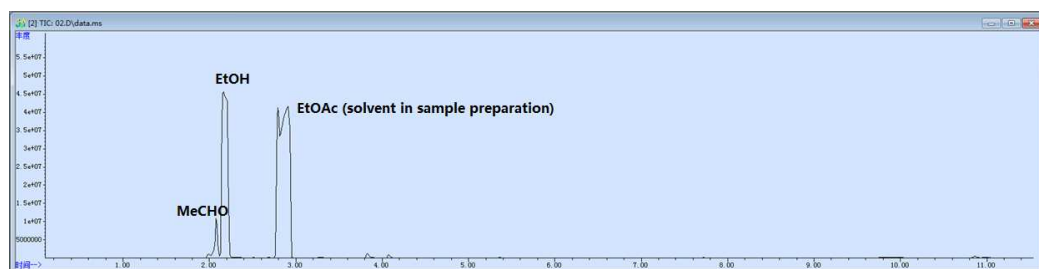 [2] TIC: 02.D\data.ms
丰度
5.5e+07
5e+07
4.5e+07
4e+07
3.5e+07
3e+07
2.5e+07
2e+07
1.5e+07
1e+07
5000000
EtOH
EtOAc (solvent in sample preparation)
MeCHO
时间-->
1.00
2.00
3.00
4.00
5.00
6.00
7.00
8.00
9.00
10.00
11.00